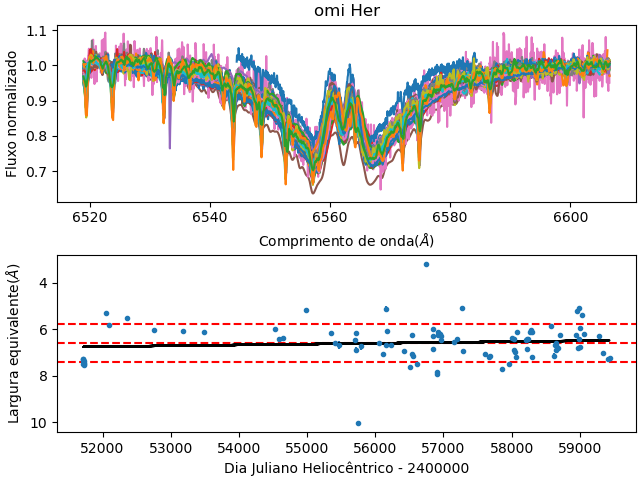 omi Her
1.1
1.0
0.9
0.8
0.7
Fluxo normalizado
6520 6540 6560 6580 6600
Comprimento de onda(Å)
4
6
8
10
Largura equivalente(Å)
52000 53000 54000 55000 56000 57000 58000 59000
Dia Juliano Heliocêntrico - 2400000